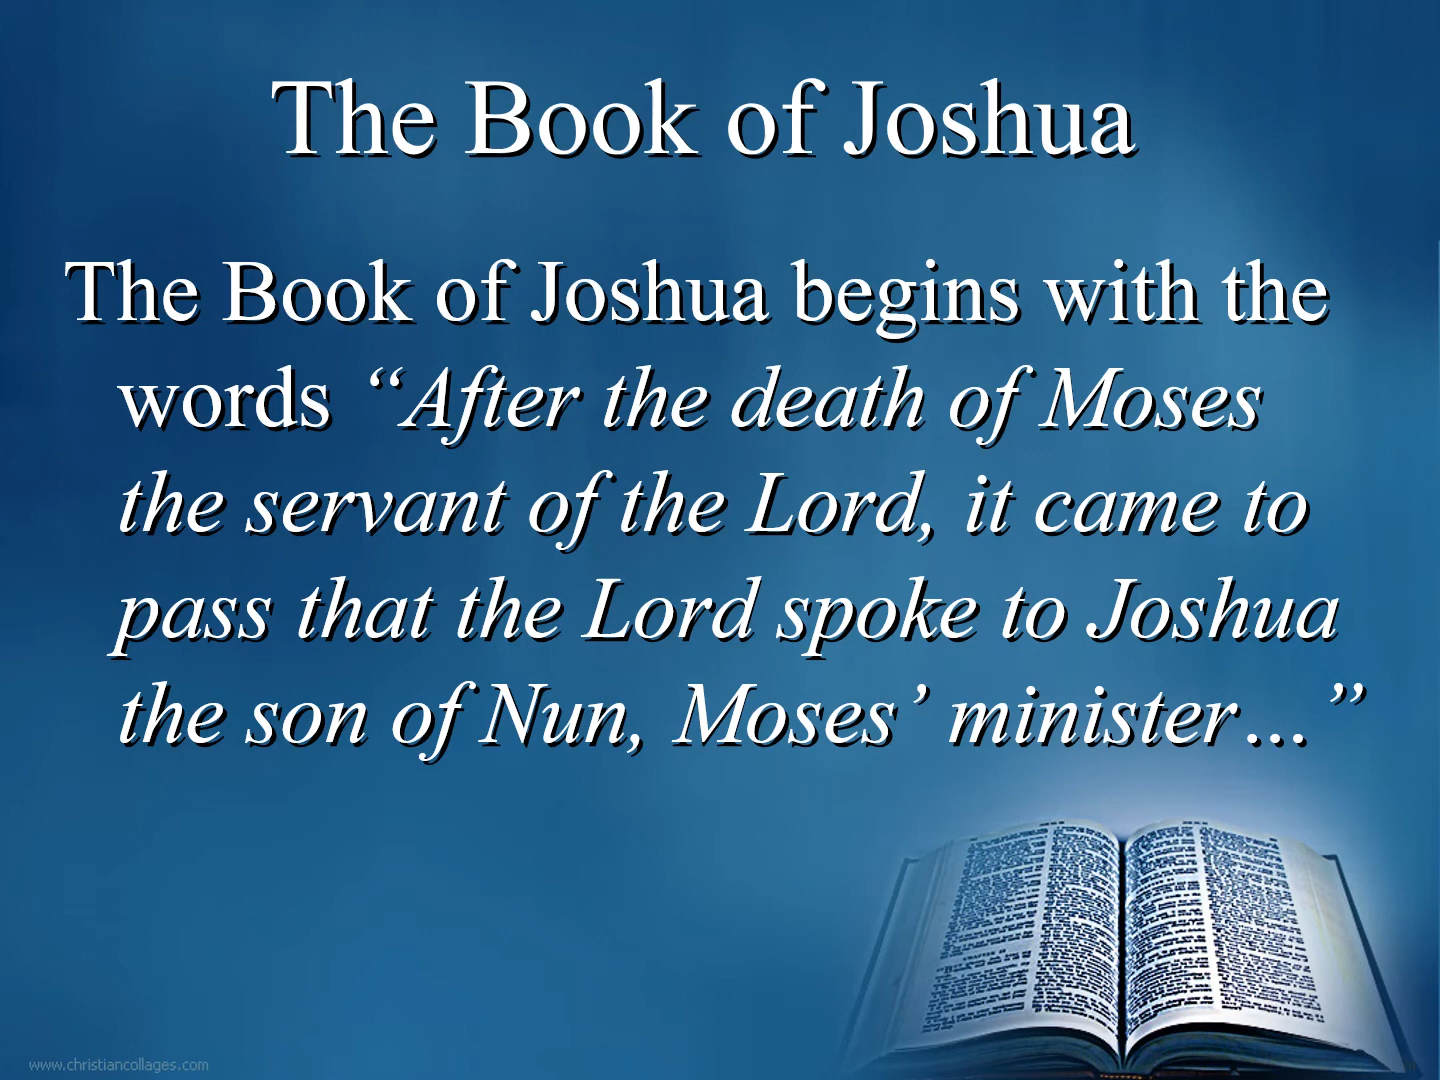 The Book of Joshua
The Book of Joshua begins with the
words “After the death of Moses
the servant of the Lord, it came to
pass that the Lord spoke to Joshua
the son of Nun, Moses’ minister…”
www.christiancollages.com